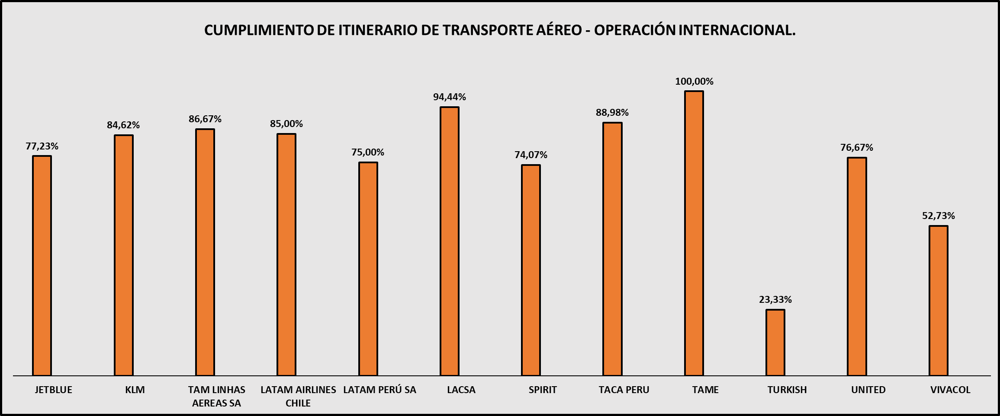 CUMPLIMIENTO DE ITINERARIO DE TRANSPORTE AÉREO - OPERACIÓN INTERNACIONAL.
77,23%
84,62%
86,67%
85,00%
75,00%
94,44%
74,07%
88,98%
100,00%
23,33%
76,67%
52,73%
JETBLUE
KLM
TAM LINHAS
AEREAS SA
LATAM AIRLINES
CHILE
LATAM PERÚ SA
LACSA
SPIRIT
TACA PERU
TAME
TURKISH
UNITED
VIVACOL